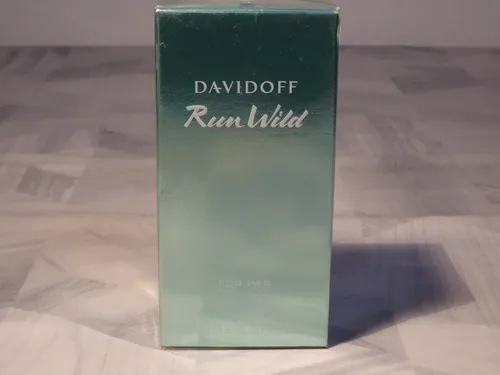 DAVIDOFF
Run Wild
FOR HER